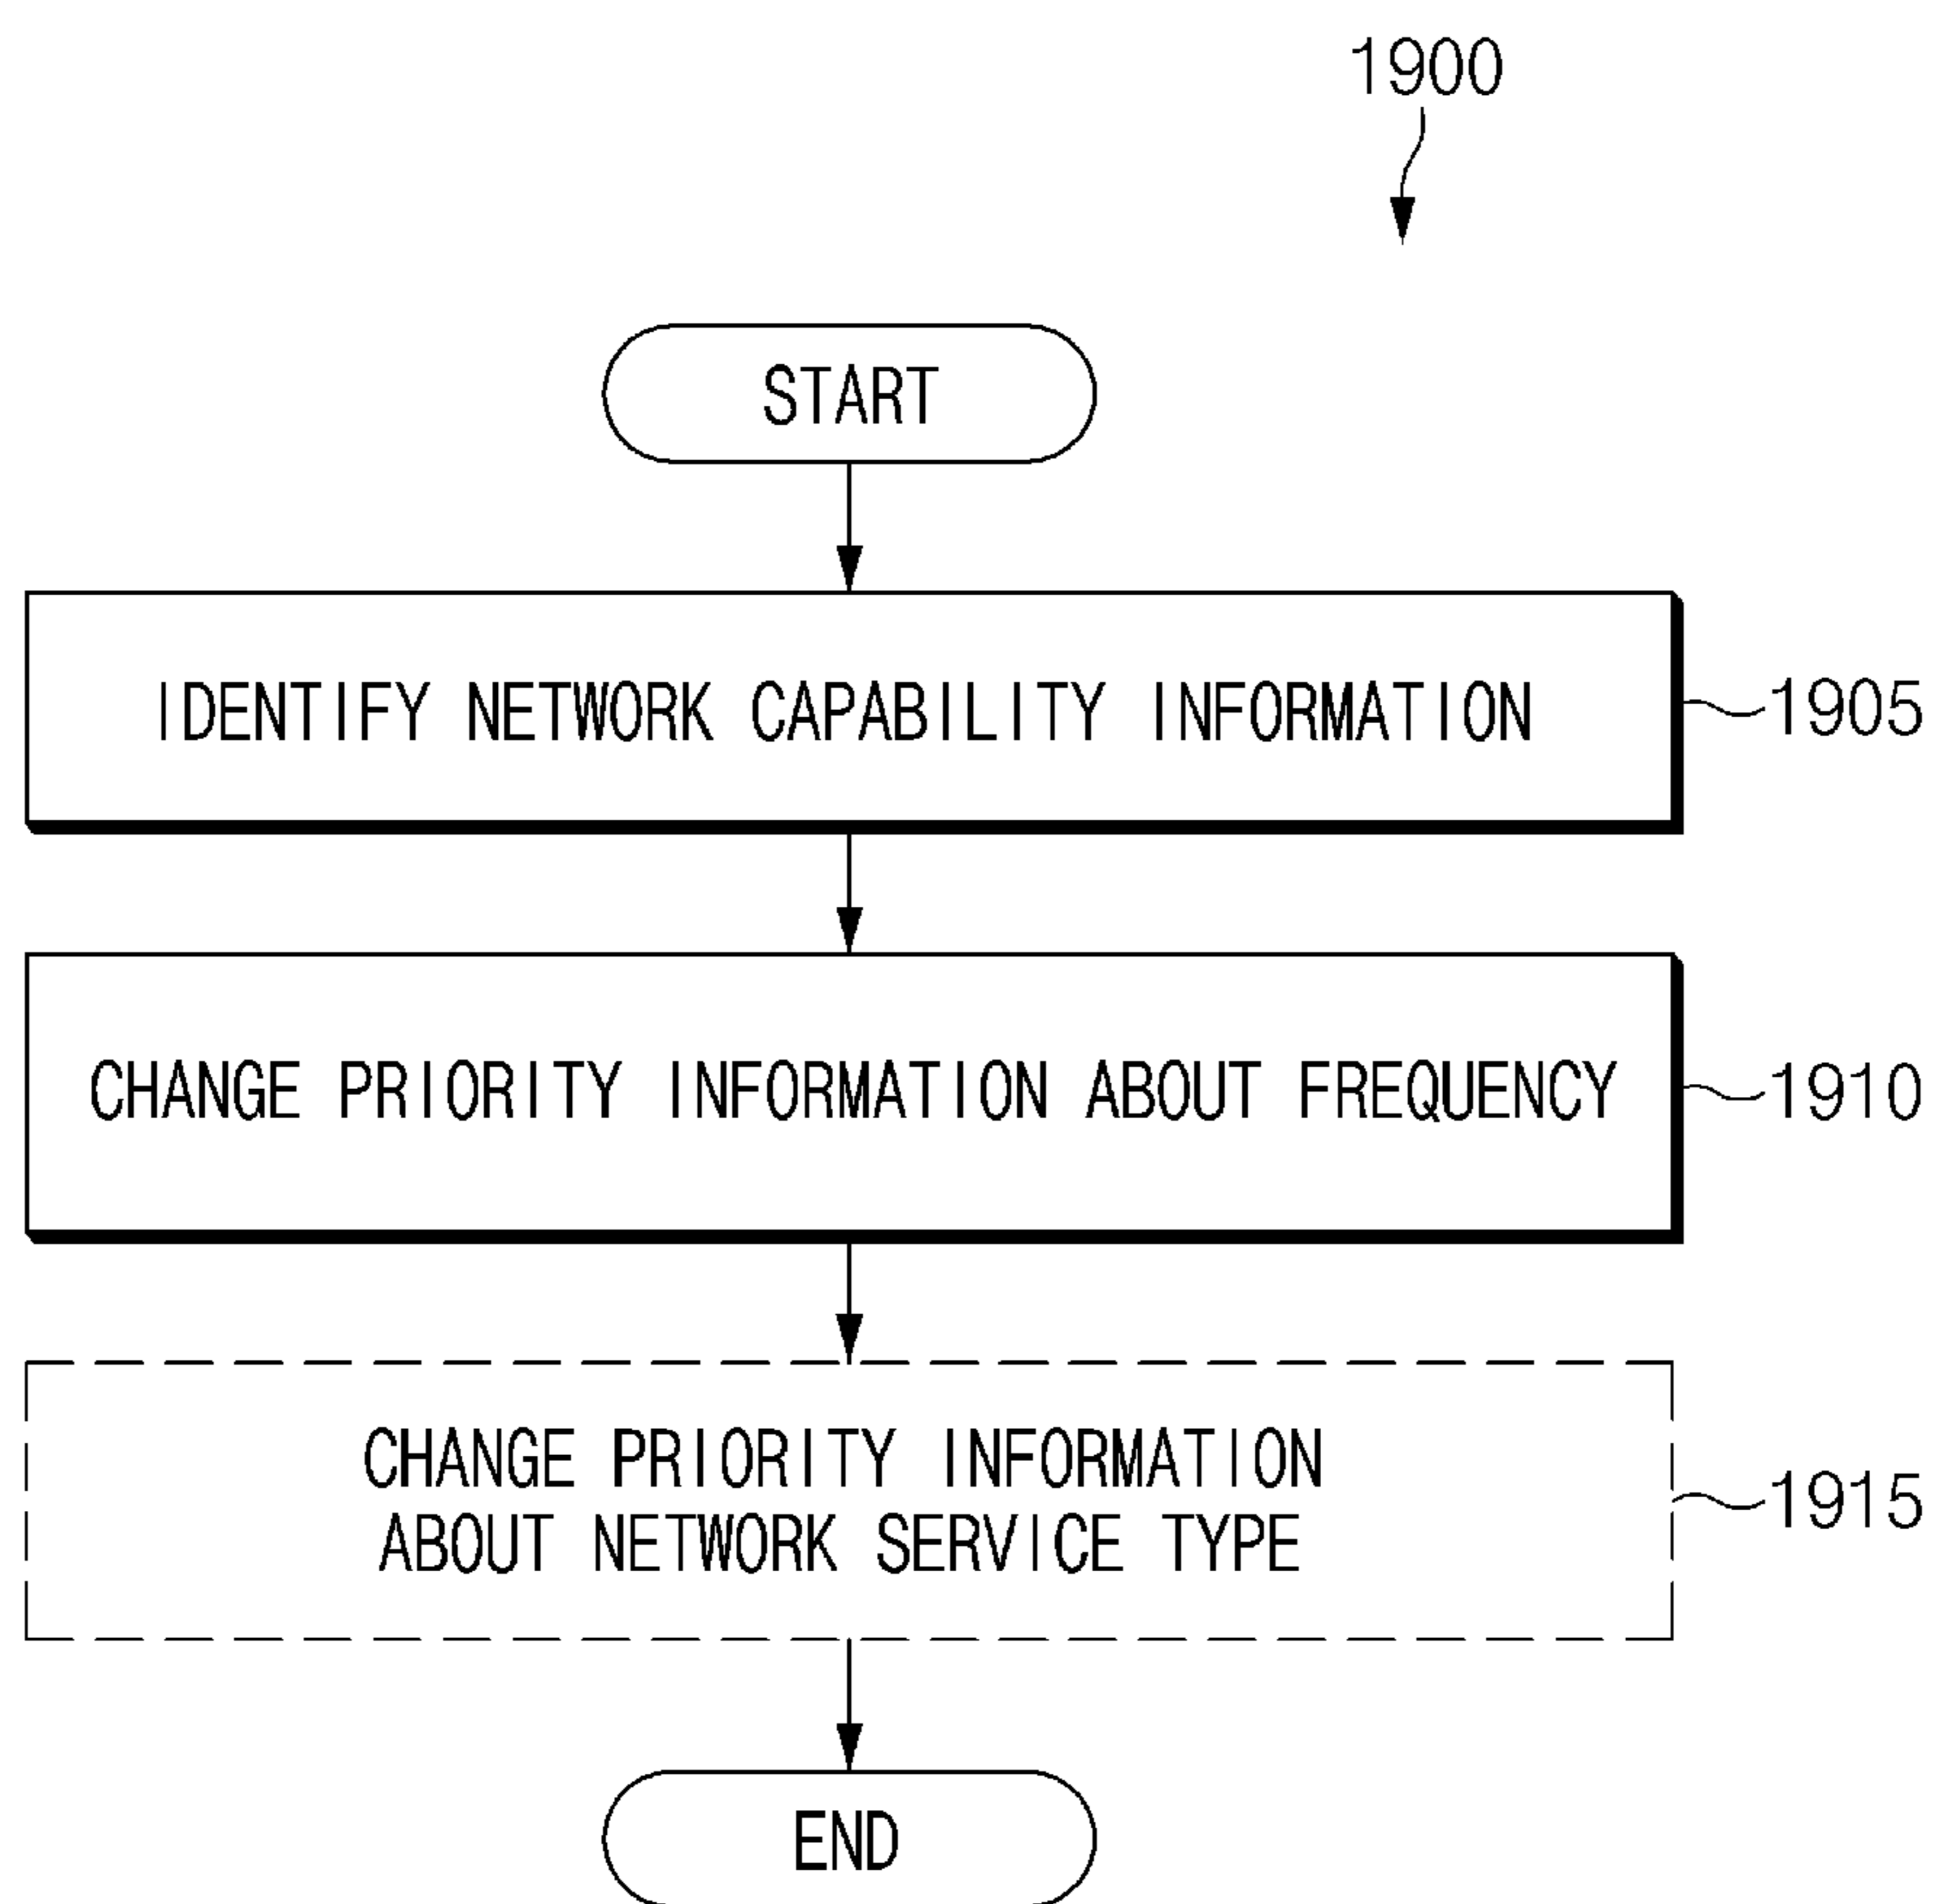 1900
START
IDENTIFY NETWORK CAPABILITY INFORMATION
1905
CHANGE PRIORITY INFORMATION ABOUT FREQUENCY
1910
CHANGE PRIORITY INFORMATION
ABOUT NETWORK SERVICE TYPE
1915
END